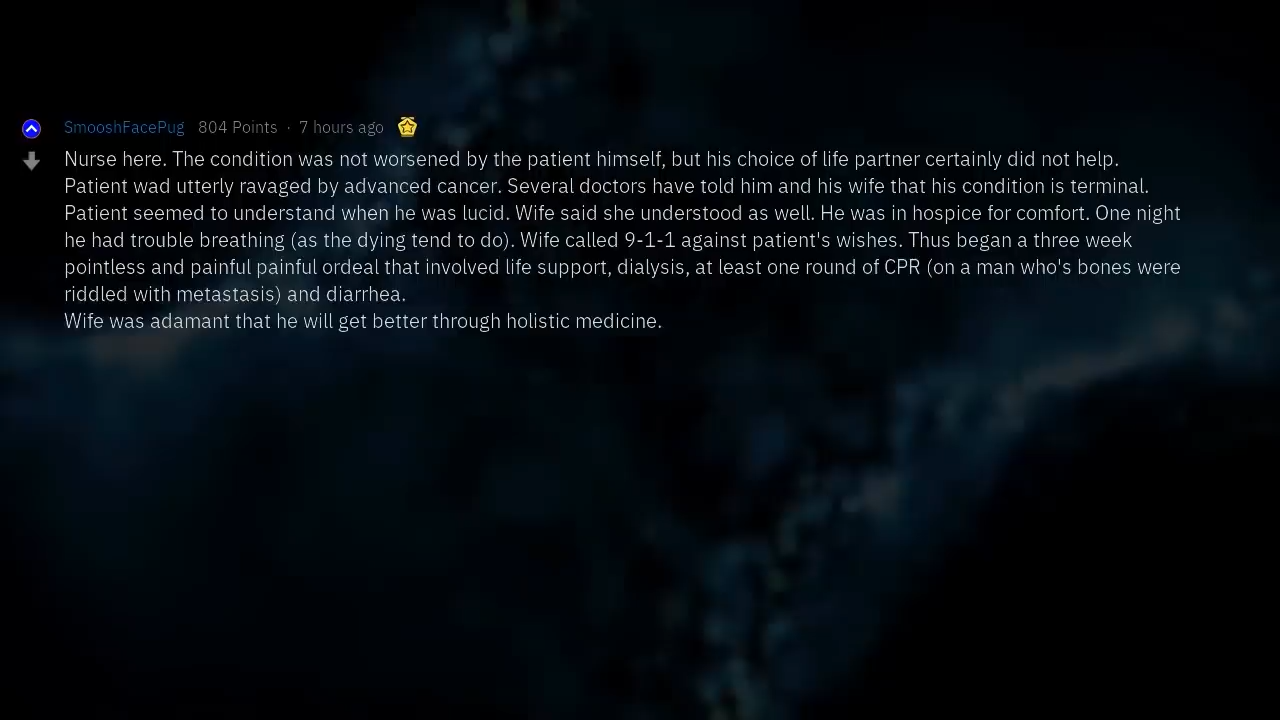 SmooshFacePug 804 Points · 7 hours ago
Nurse here. The condition was not worsened by the patient himself, but his choice of life partner certainly did not help.
Patient wad utterly ravaged by advanced cancer. Several doctors have told him and his wife that his condition is terminal.
Patient seemed to understand when he was lucid. Wife said she understood as well. He was in hospice for comfort. One night
he had trouble breathing (as the dying tend to do). Wife called 9-1-1 against patient's wishes. Thus began a three week
pointless and painful painful ordeal that involved life support, dialysis, at least one round of CPR (on a man who's bones were
riddled with metastasis) and diarrhea.
Wife was adamant that he will get better through holistic medicine.